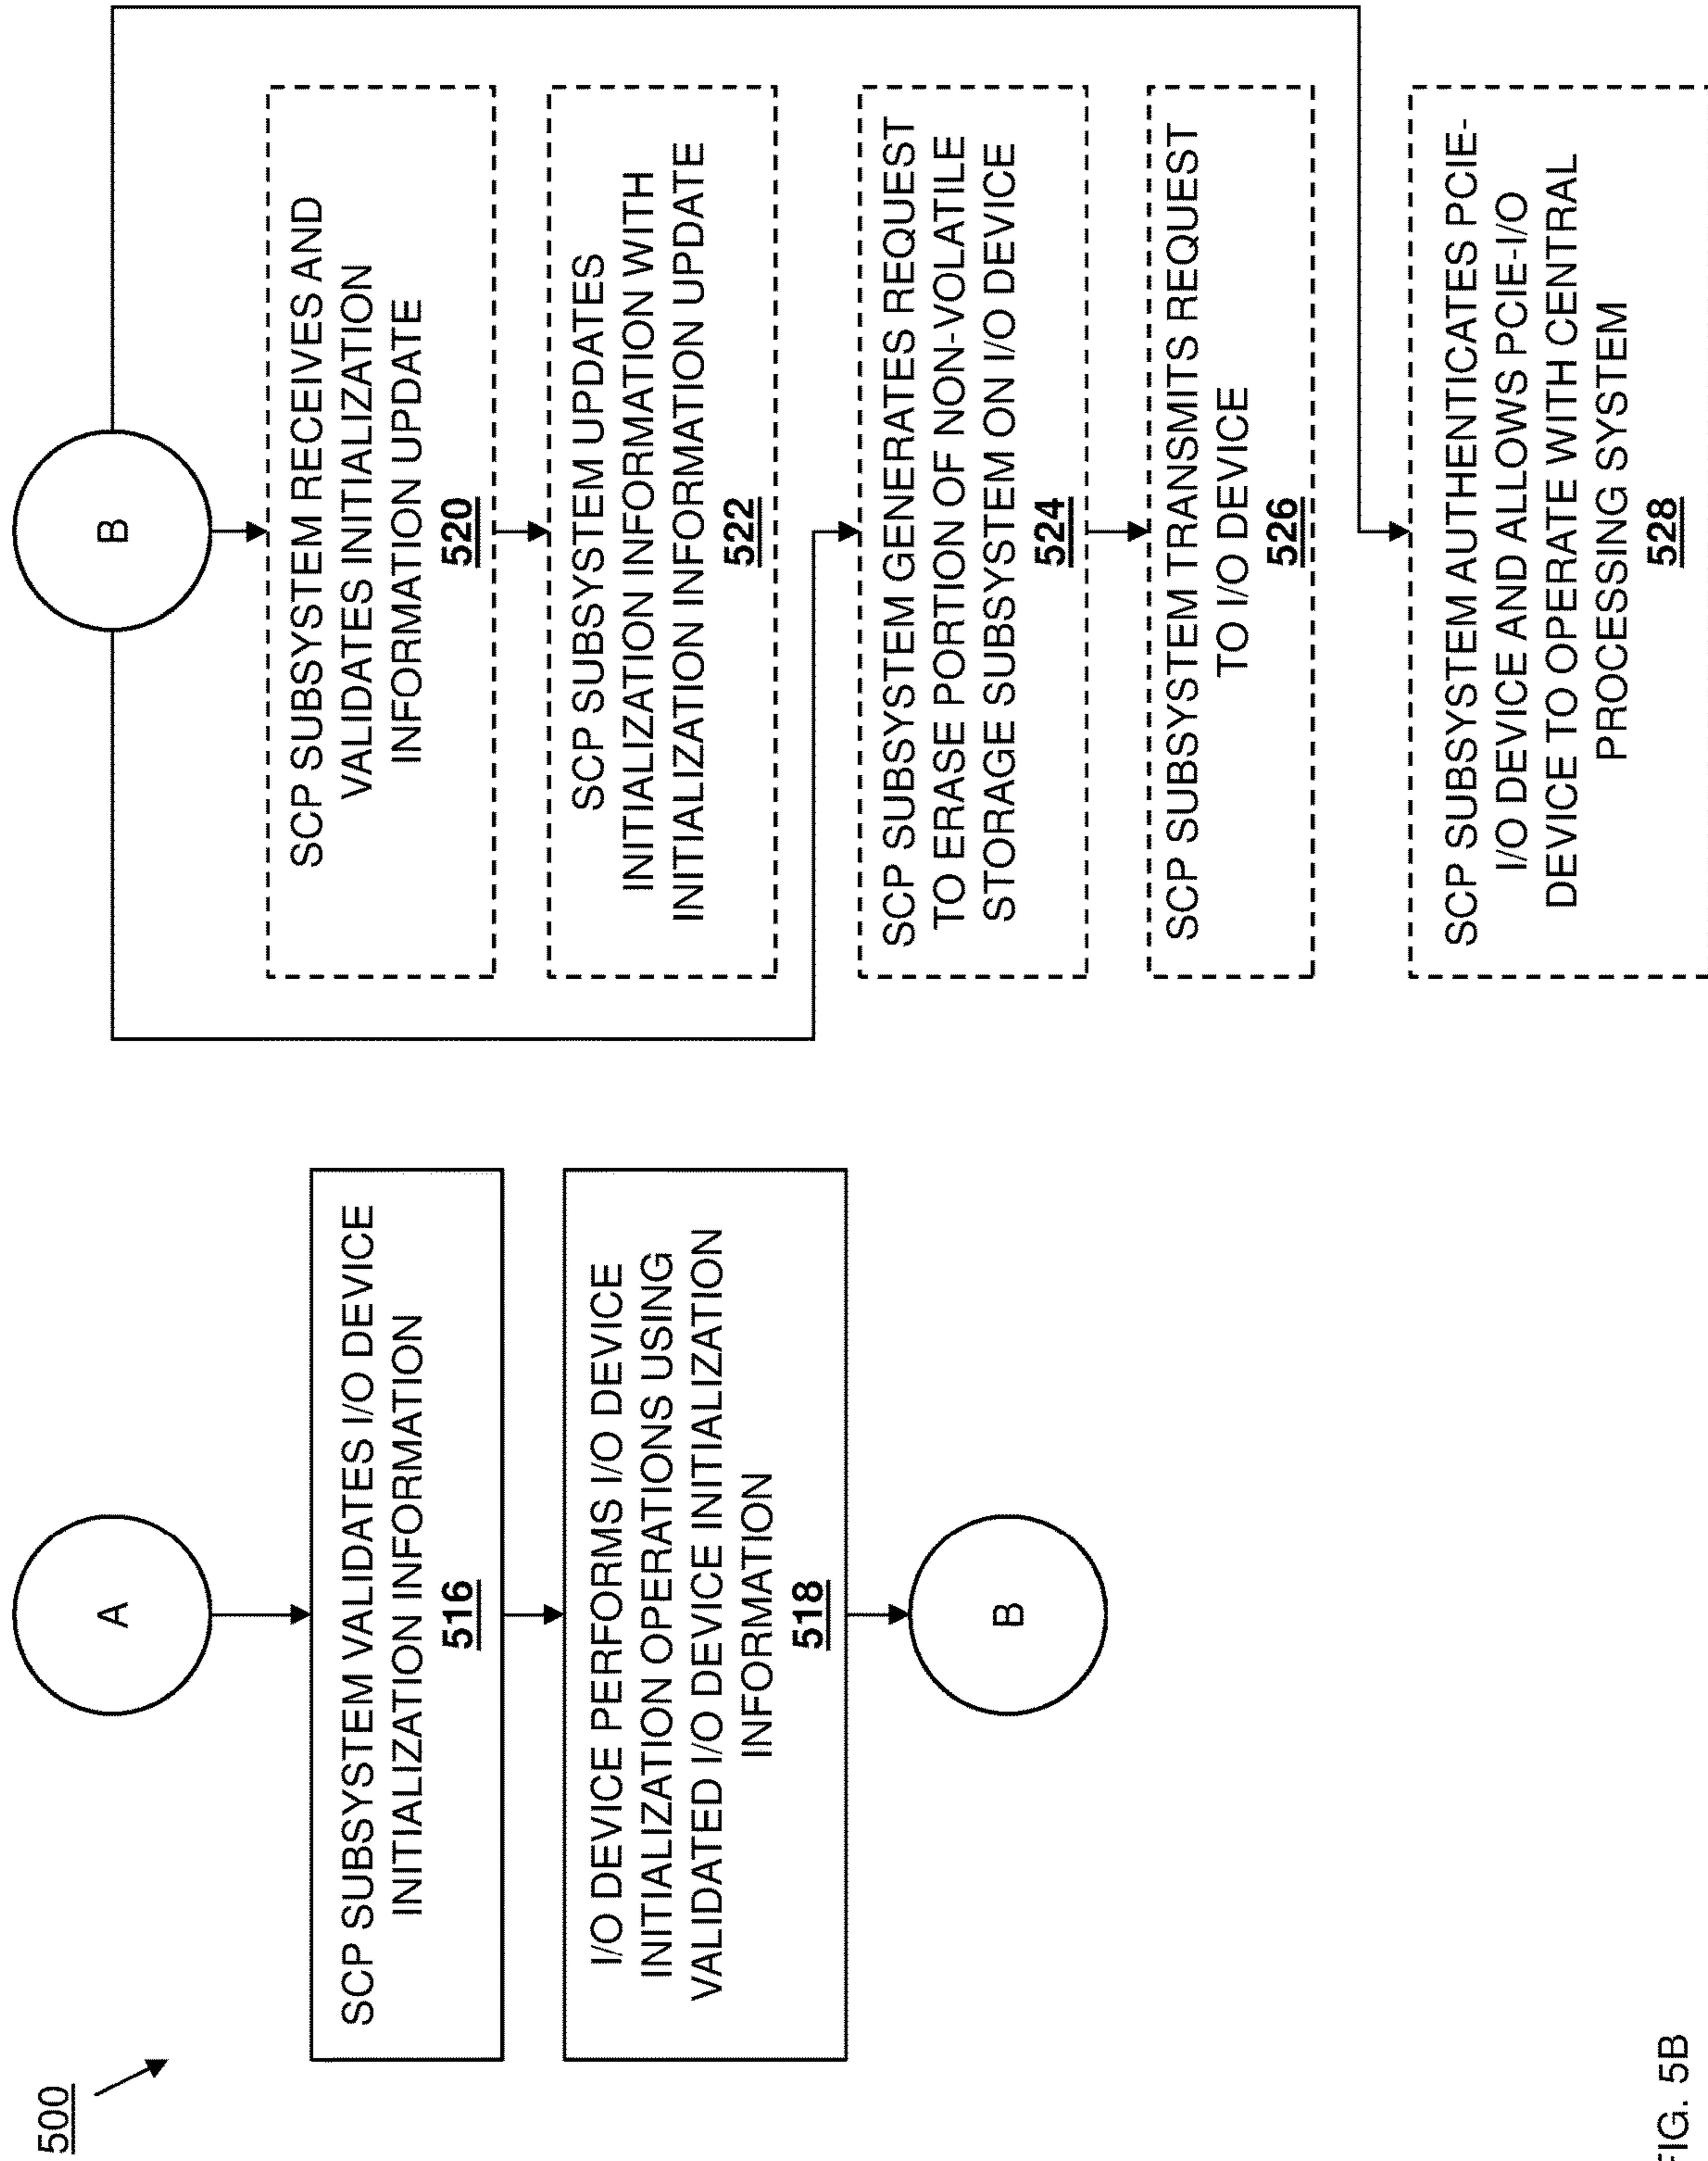 500
A
SCP SUBSYSTEM VALIDATES I/O DEVICE
INITIALIZATION INFORMATION
516
I/O DEVICE PERFORMS I/O DEVICE
INITIALIZATION OPERATIONS USING
VALIDATED I/O DEVICE INITIALIZATION
INFORMATION
518
B
B
SCP SUBSYSTEM RECEIVES AND
VALIDATES INITIALIZATION
INFORMATION UPDATE
520
SCP SUBSYSTEM UPDATES
INITIALIZATION INFORMATION WITH
INITIALIZATION INFORMATION UPDATE
522
SCP SUBSYSTEM GENERATES REQUEST
TO ERASE PORTION OF NON-VOLATILE
STORAGE SUBSYSTEM ON I/O DEVICE
524
SCP SUBSYSTEM TRANSMITS REQUEST
TO I/O DEVICE
526
SCP SUBSYSTEM AUTHENTICATES PCIE-
I/O DEVICE AND ALLOWS PCIE-I/O
DEVICE TO OPERATE WITH CENTRAL
PROCESSING SYSTEM
528
FIG. 5B